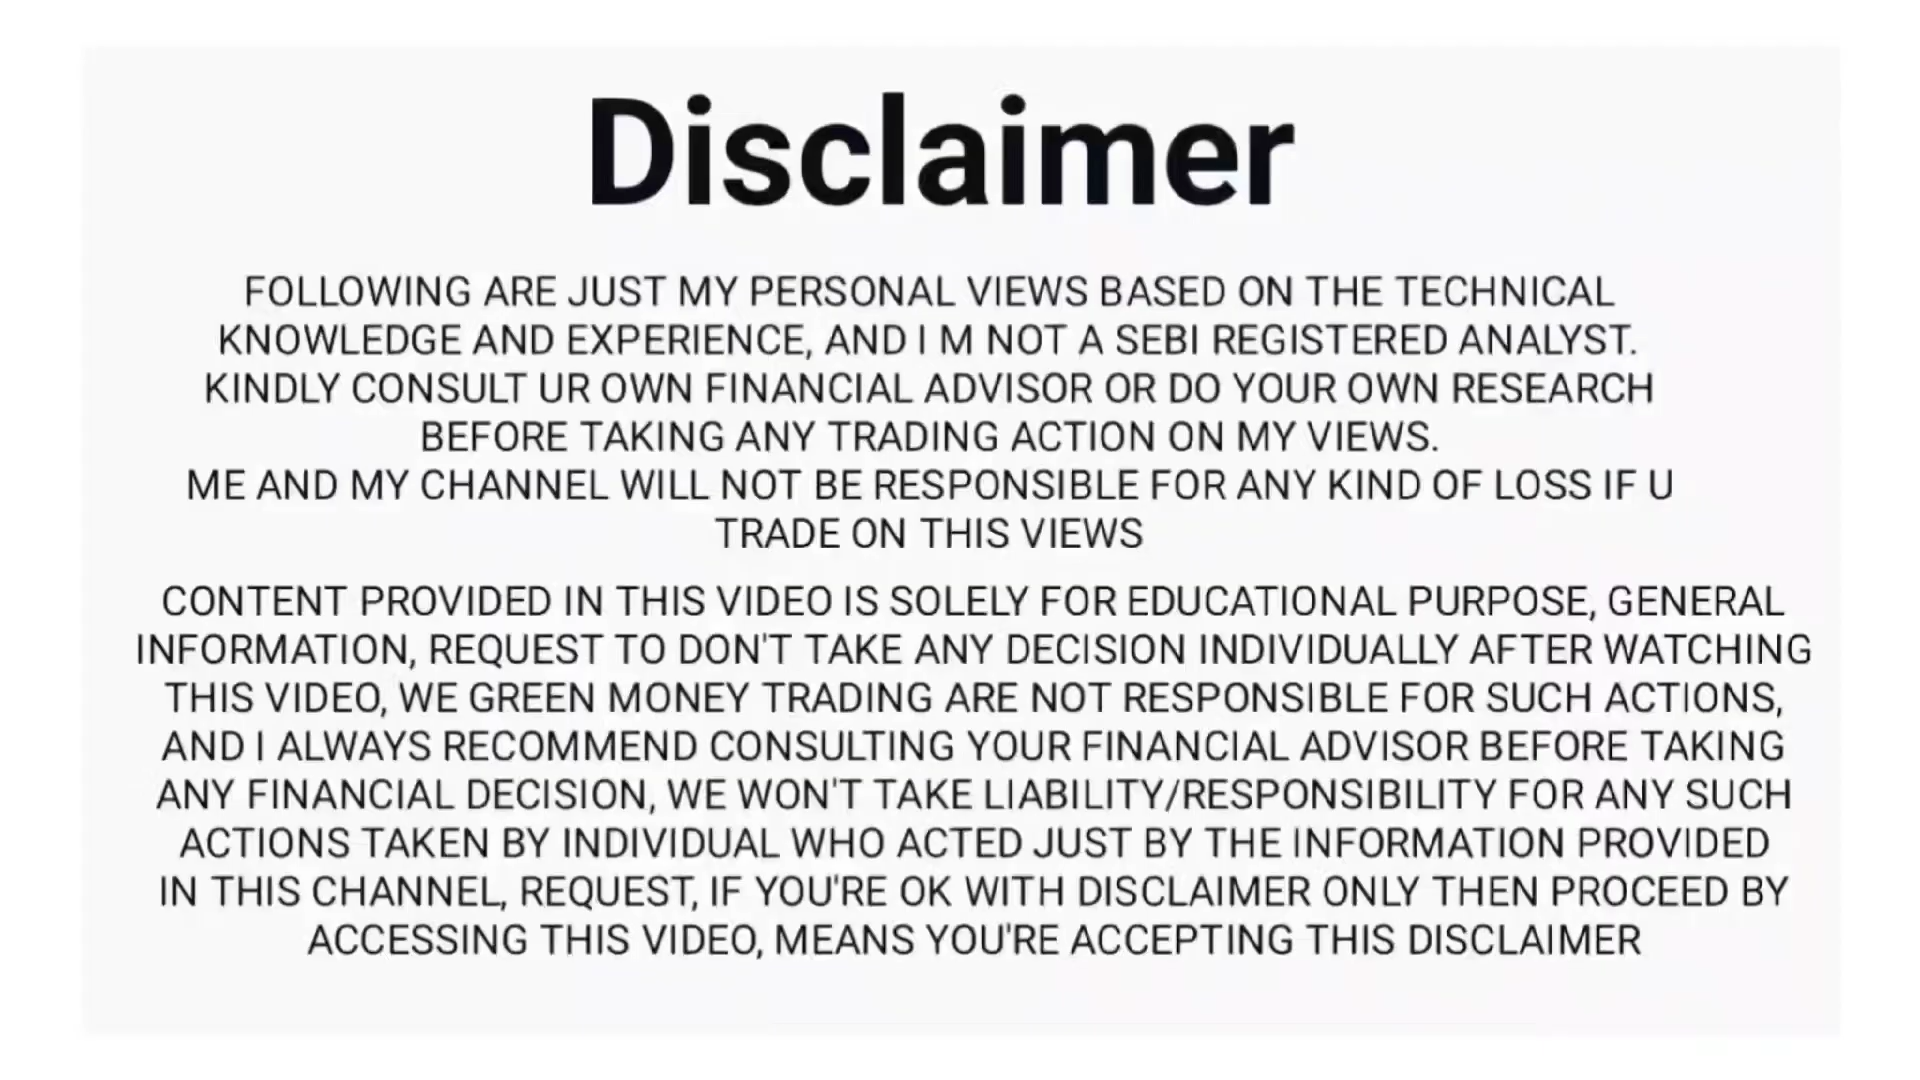 Disclaimer
FOLLOWING ARE JUST MY PERSONAL VIEWS BASED ON THE TECHNICAL
KNOWLEDGE AND EXPERIENCE, AND I M NOT A SEBI REGISTERED ANALYST.
KINDLY CONSULT UR OWN FINANCIAL ADVISOR OR DO YOUR OWN RESEARCH
BEFORE TAKING ANY TRADING ACTION ON MY VIEWS.
ME AND MY CHANNEL WILL NOT BE RESPONSIBLE FOR ANY KIND OF LOSS IF U
TRADE ON THIS VIEWS
CONTENT PROVIDED IN THIS VIDEO IS SOLELY FOR EDUCATIONAL PURPOSE, GENERAL
INFORMATION, REQUEST TO DON'T TAKE ANY DECISION INDIVIDUALLY AFTER WATCHING
THIS VIDEO, WE GREEN MONEY TRADING ARE NOT RESPONSIBLE FOR SUCH ACTIONS,
AND I ALWAYS RECOMMEND CONSULTING YOUR FINANCIAL ADVISOR BEFORE TAKING
ANY FINANCIAL DECISION, WE WON'T TAKE LIABILITY/RESPONSIBILITY FOR ANY SUCH
ACTIONS TAKEN BY INDIVIDUAL WHO ACTED JUST BY THE INFORMATION PROVIDED
IN THIS CHANNEL, REQUEST, IF YOU'RE OK WITH DISCLAIMER ONLY THEN PROCEED BY
ACCESSING THIS VIDEO, MEANS YOU'RE ACCEPTING THIS DISCLAIMER